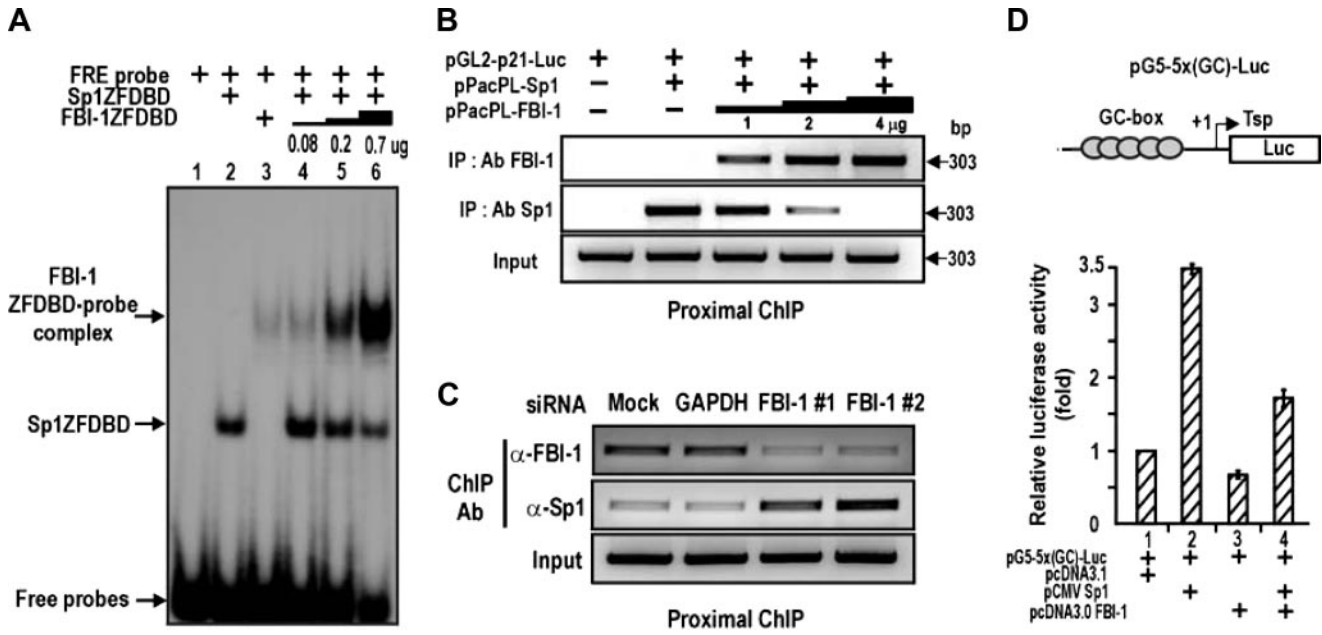 A
FRE probe + + + + + +
Sp1ZFDBD + + + +
FBI-1ZFDBD +
0.08 0.2 0.7 ug
1 2 3 4 5 6
FBI-1
ZFDBD-probe
complex
Sp1ZFDBD
Free probes
B
pGL2-p21-Luc + + + + +
pPacPL-Sp1 – + + + +
pPacPL-FBI-1 – –
1 2 4 μg bp
IP : Ab FBI-1 303
IP : Ab Sp1 303
Input 303
Proximal ChIP
C
siRNA Mock GAPDH FBI-1 #1 FBI-1 #2
ChIP
Ab
α-FBI-1
α-Sp1
Input
Proximal ChIP
D
pG5-5x(GC)-Luc
GC-box +1 Tsp
Luc
Relative luciferase activity
(fold)
3.5
3.5
2
1
0
1 2 3 4
pG5-5x(GC)-Luc + + + +
pcDNA3.1 +
pCMV Sp1 + +
pcDNA3.0 FBI-1 + +